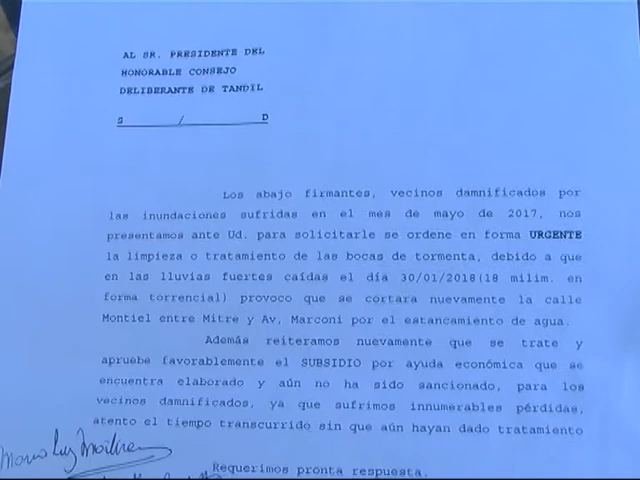 AL SR. PRESIDENTE DEL
HONORABLE CONSEJO
DELIBERANTE DE TANDIL
S / D
Los abajo firmantes, vecinos damnificados por
las inundaciones sufridas en el mes de mayo de 2017, nos
presentamos ante Ud. para solicitarle se ordene en forma URGENTE
la limpieza o tratamiento de las bocas de tormenta, debido a que
en las lluvias fuertes caídas el día 30/01/2018(18 milim. en
forma torrencial) provoco que se cortara nuevamente la calle
Montiel entre Mitre y Av, Marconi por el estancamiento de agua.
Además reiteramos nuevamente que se trate y
apruebe favorablemente el SUBSIDIO por ayuda económica que se
encuentra elaborado y aún no ha sido sancionado, para los
vecinos damnificados, ya que sufrimos innumerables pérdidas,
atento el tiempo transcurrido sin que aún hayan dado tratamiento
Requerimos pronta respuesta.